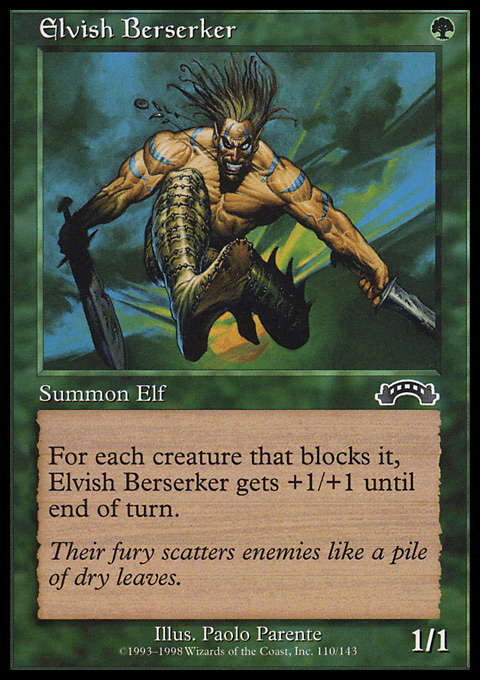 Elvish Berserker
Summon Elf
For each creature that blocks it,
Elvish Berserker gets +1/+1 until
end of turn.
Their fury scatters enemies like a pile
of dry leaves.
Illus. Paolo Parente
©1993–1998 Wizards of the Coast, Inc. 110/143
1/1